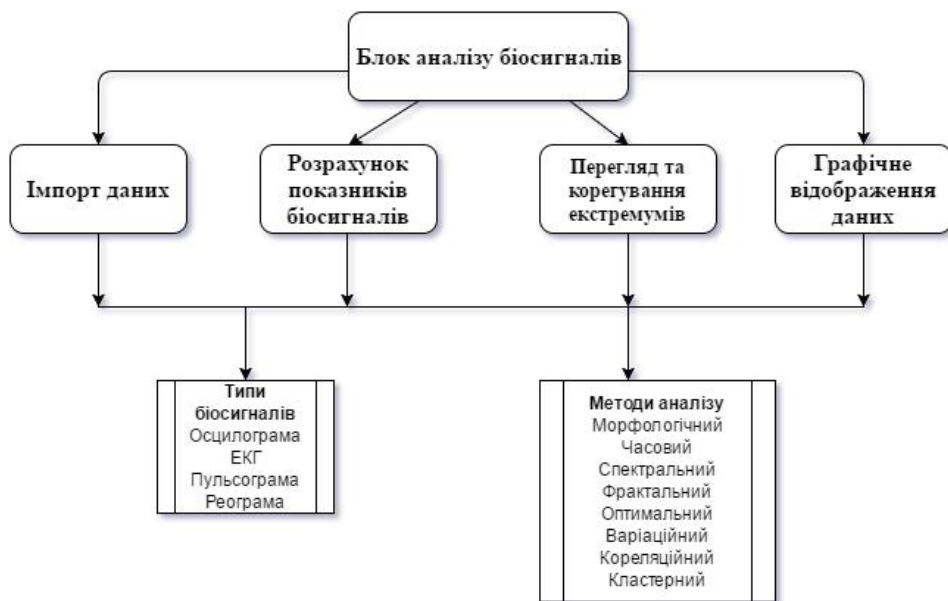 Блок аналізу біосигналів
Імпорт даних
Розрахунок
показників
біосигналів
Перегляд та
корегування
екстремумів
Графічне
відображення
даних
Типи
біосигналів
Осцилограма
ЕКГ
Пульсограма
Реограма
Методи аналізу
Морфологічний
Часовий
Спектральний
Фрактальний
Оптимальний
Варіаційний
Кореляційний
Кластерний